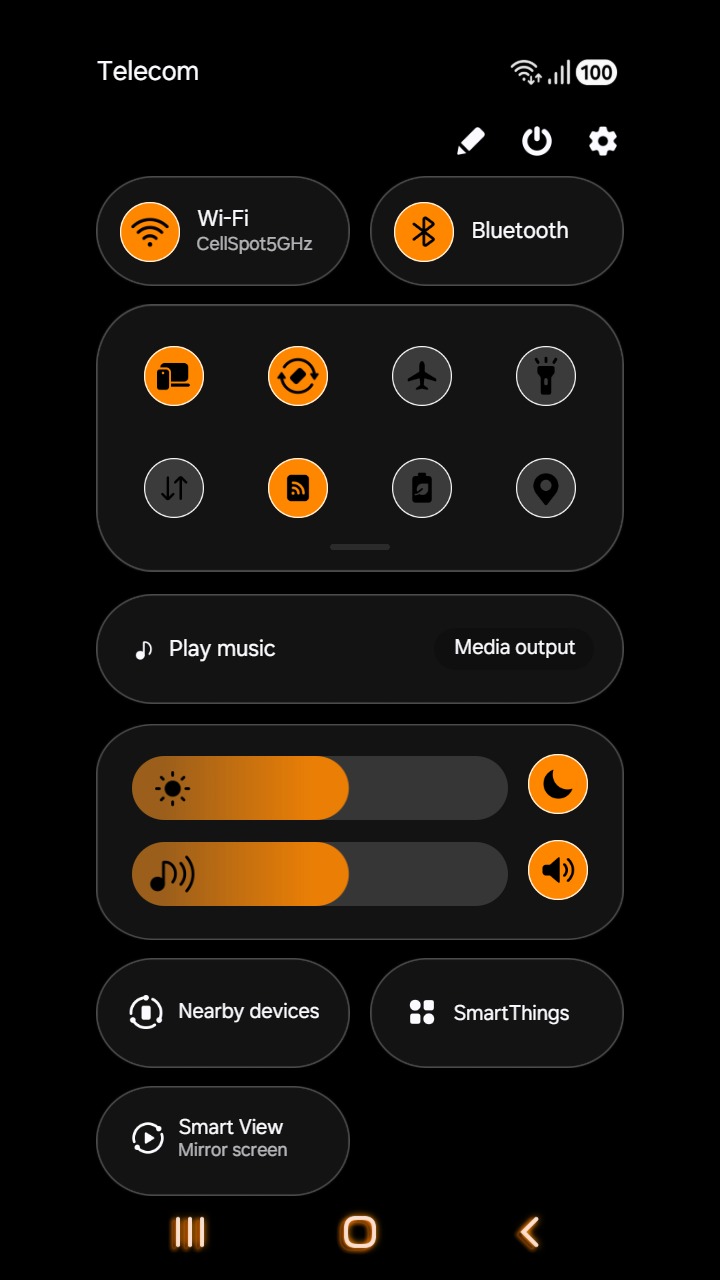 Telecom
100
Wi-Fi
CellSpot5GHz
Bluetooth
Play music
Media output
Nearby devices
SmartThings
Smart View
Mirror screen